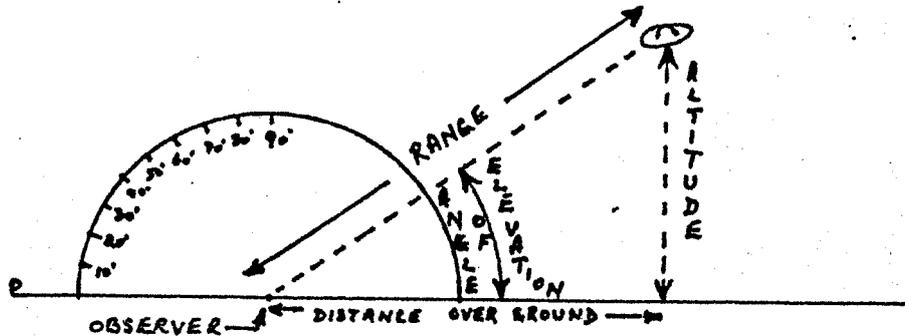 RANGE
ALTITUDE
ANGLE
OF
ELEVATION
10°
20°
30°
40°
50°
60°
70°
80°
90°
P
A
DISTANCE OVER GROUND
OBSERVER